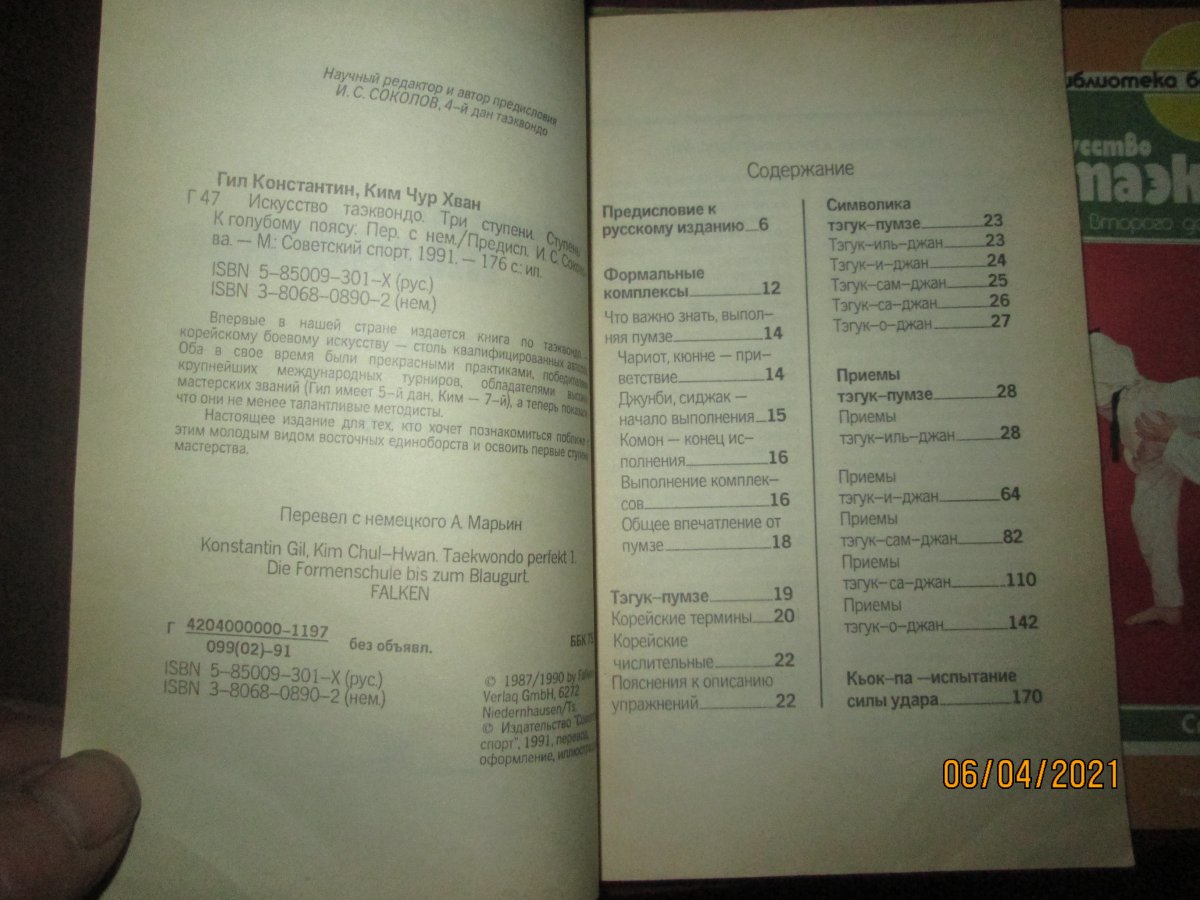 Научный редактор и автор предисловия
И. С. СОКОЛОВ, 4-й дан таэквондо
Гил Константин, Ким Чур Хван
Г 47 Искусство таэквондо. Три ступени. Ступень
К голубому поясу: Пер. с нем./Предисл. И. С. Соколо-
ва. — М.: Советский спорт, 1991. — 176 с.: ил.
ISBN 5–85009–301–X (рус.)
ISBN 3–8068–0890–2 (нем.)
Впервые в нашей стране издается книга по таэквондо —
корейскому боевому искусству — столь квалифицированных
Оба в свое время были прекрасными практиками,
крупнейших международных турниров, обладателями
мастерских званий (Гил имеет 5–й дан, Ким — 7–й), а теперь
что они не менее талантливые методисты.
Настоящее издание для тех, кто хочет познакомиться поближе с
этим молодым видом восточных единоборств и освоить первые ступени
мастерства.
Перевел с немецкого А. Марьин
Konstantin Gil, Kim Chul–Hwan. Taekwondo perfekt 1.
Die Formenschule bis zum Blaugurt.
FALKEN
Г 4204000000–1197
099(02)–91
без объявл.
ББК
ISBN 5–85009–301–X (рус.)
ISBN 3–8068–0890–2 (нем.)
© 1987/1990 by
Verlag GmbH, 6272
Niedernhausen/Ts.
© Издательство
спорт", 1991, перевод,
оформление,
Содержание
Предисловие к
русскому изданию 6
Формальные
комплексы 12
Что важно знать, выпол-
няя пумзе 14
Чариот, кюнне — при-
ветствие 14
Джунби, сиджак —
начало выполнения 15
Комон — конец ис-
полнения 16
Выполнение комплек-
сов 16
Общее впечатление от
пумзе 18
Тэгук–пумзе 19
Корейские термины 20
Корейские
числительные 22
Пояснения к описанию
упражнений 22
Символика
тэгук–пумзе 23
Тэгук–иль–джан 23
Тэгук–и–джан 24
Тэгук–сам–джан 25
Тэгук–са–джан 26
Тэгук–о–джан 27
Приемы
тэгук–пумзе 28
Приемы
тэгук–иль–джан 28
Приемы
тэгук–и–джан 64
Приемы
тэгук–сам–джан 82
Приемы
тэгук–са–джан 110
Приемы
тэгук–о–джан 142
Кьок–па –испытание
силы удара 170
06/04/2021